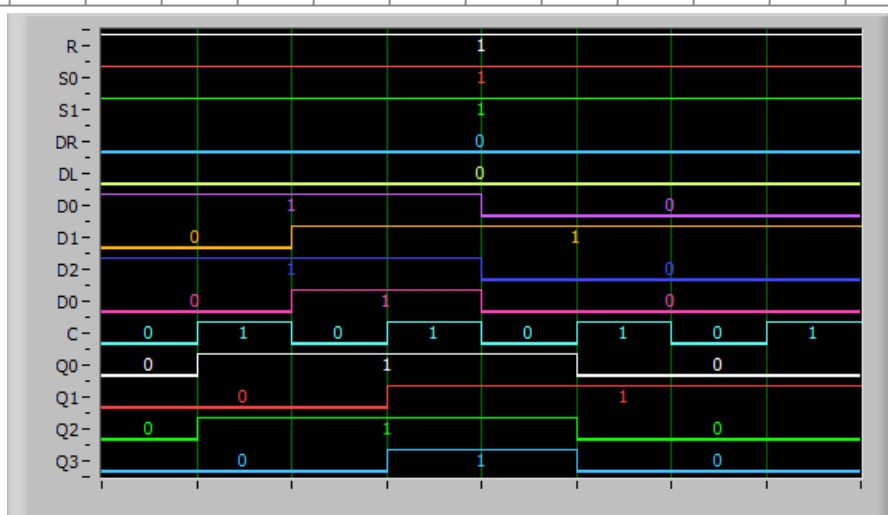 R 1
S0 1
S1 1
DR 0
DL 0
D0 1 0
D1 0 1
D2 1 0
D0 0 1 0
C 0 1 0 1 0 1 0 1
Q0 0 1 0
Q1 0 1
Q2 0 1 0
Q3 0 1 0